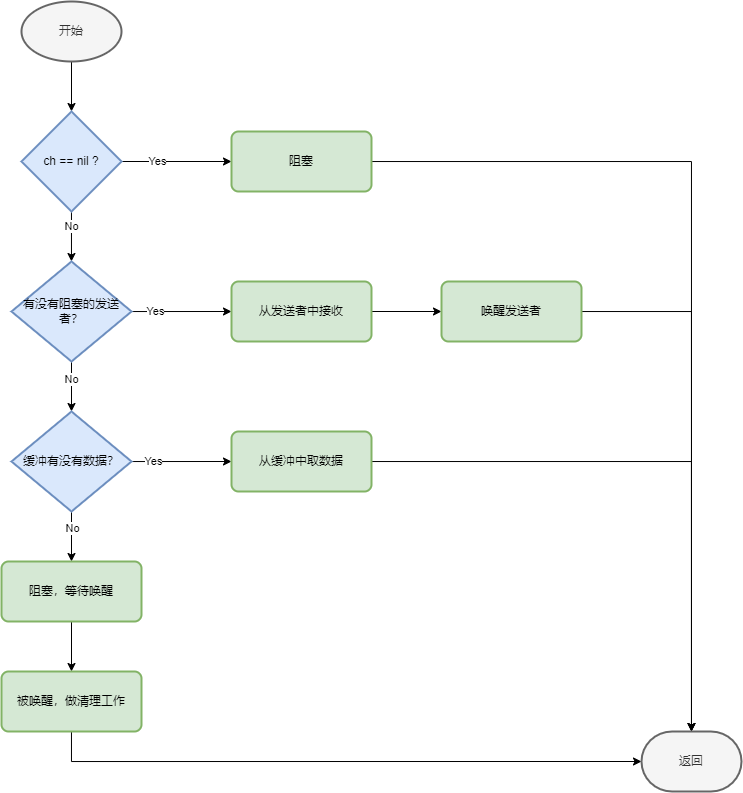 开始
ch == nil ?
Yes
阻塞
No
有没有阻塞的发送
者？
Yes
从发送者中接收
唤醒发送者
No
缓冲有没有数据？
Yes
从缓冲中取数据
No
阻塞，等待唤醒
被唤醒，做清理工作
返回